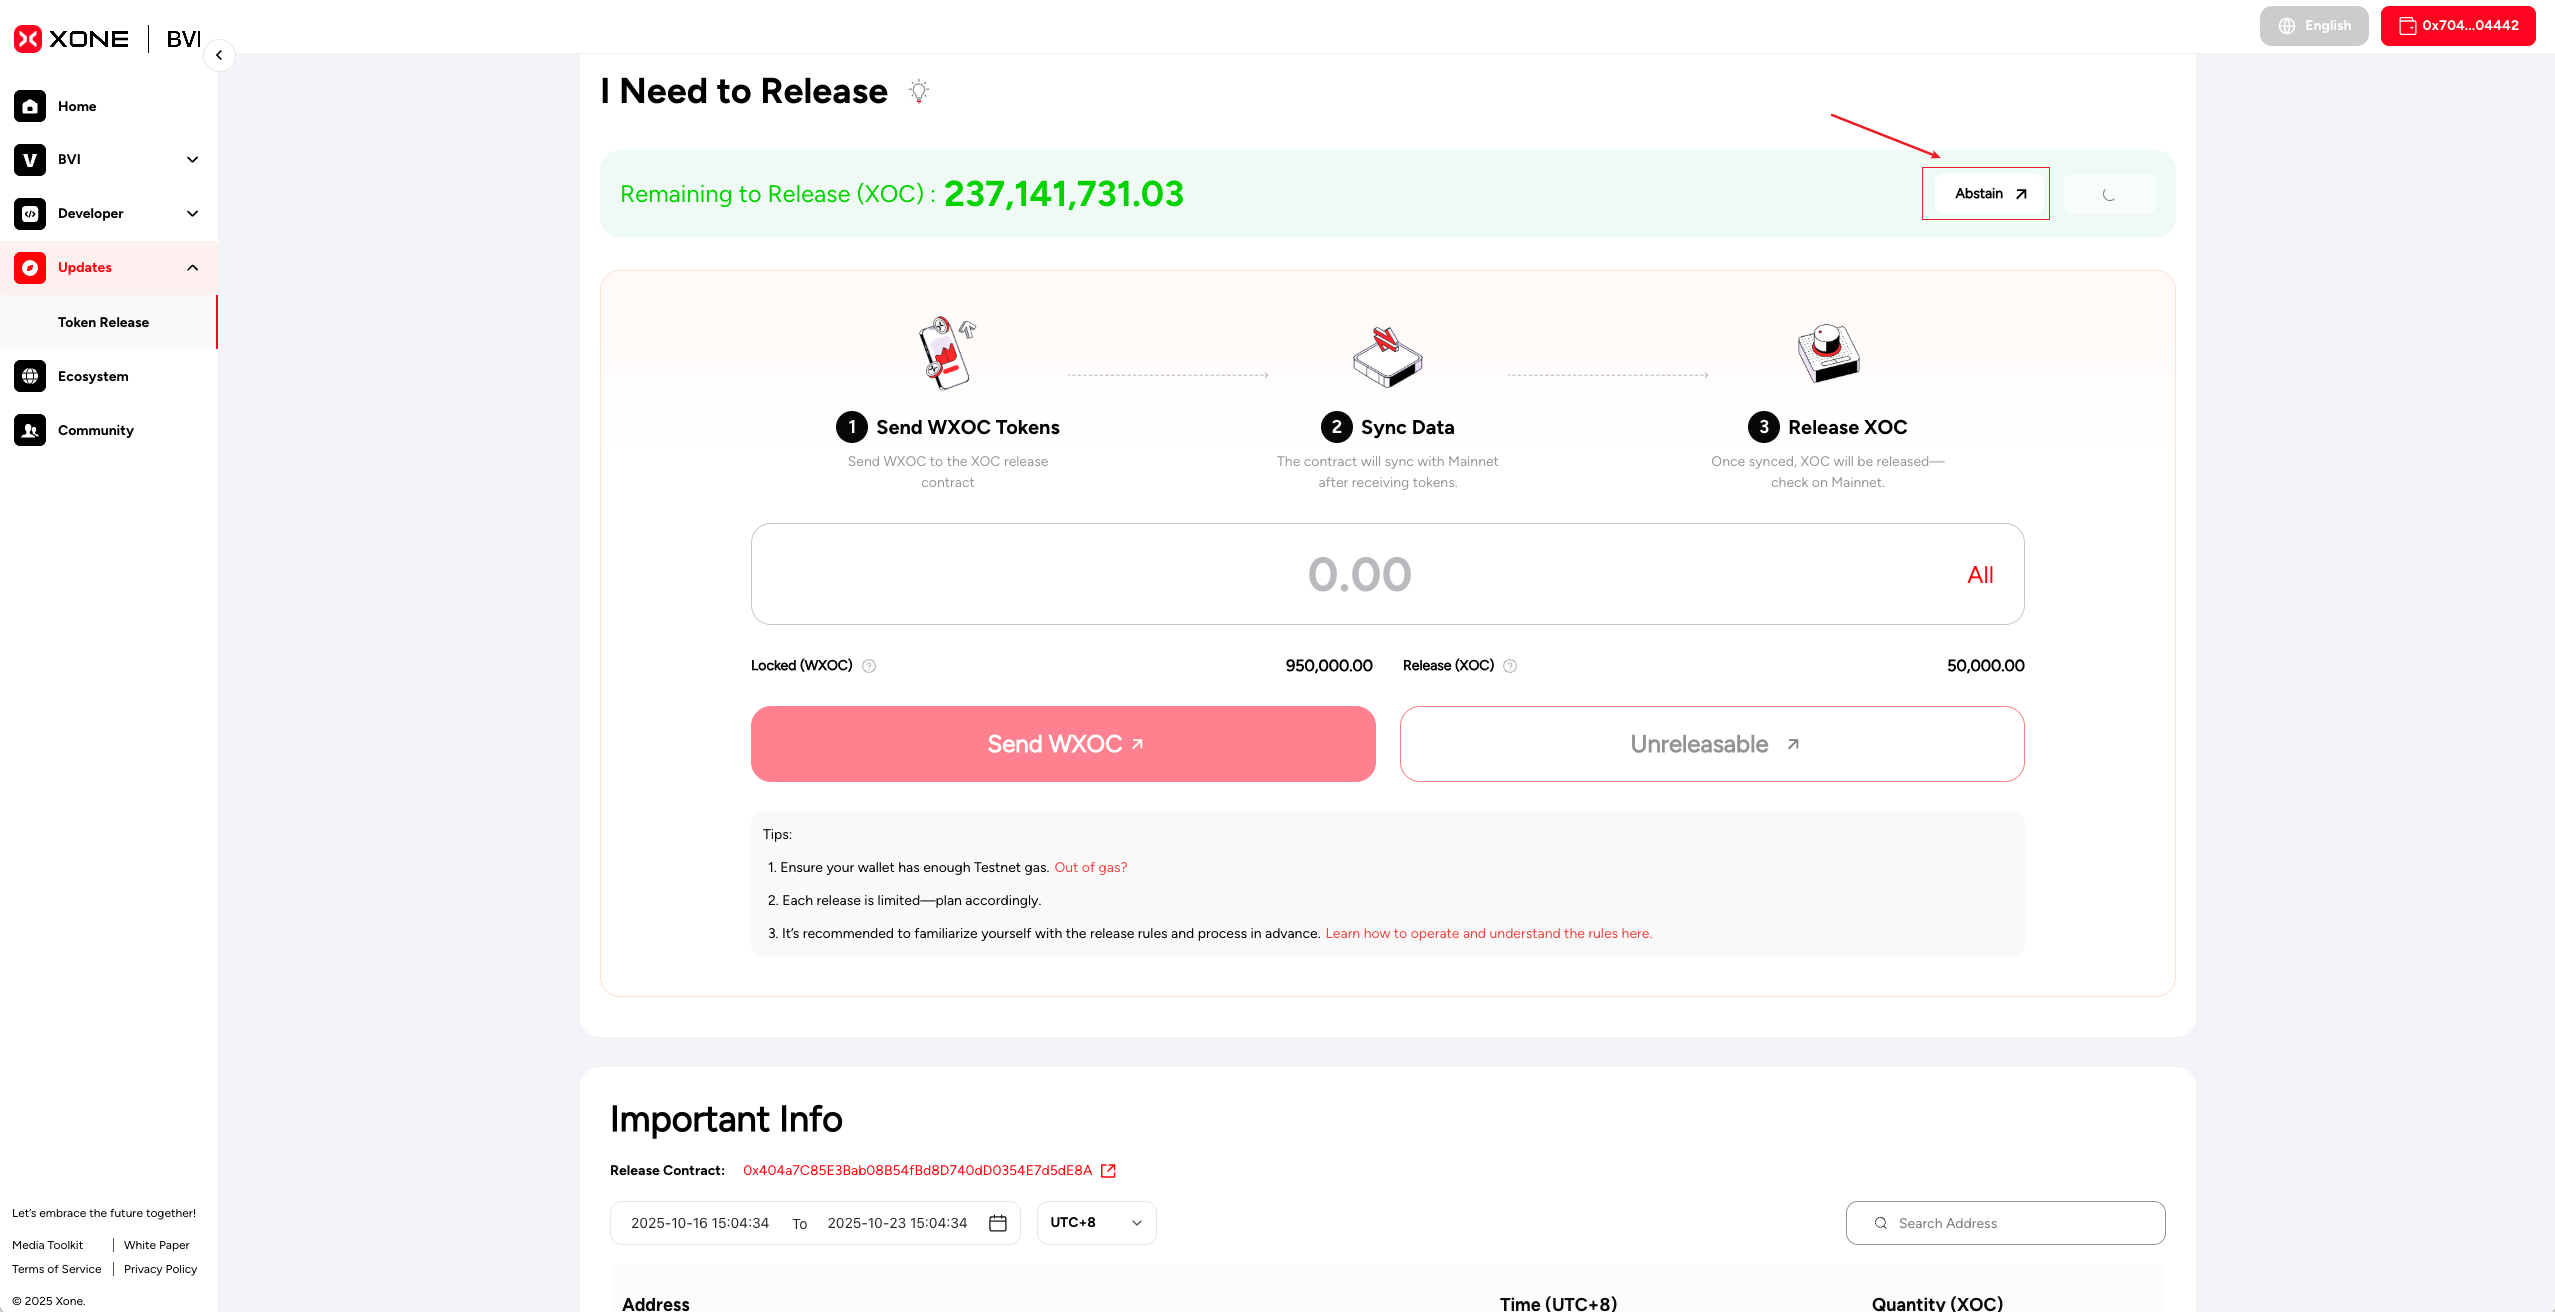 XONE | BVI
English
0x704...04442
Home
BVI
Developer
Updates
Token Release
Ecosystem
Community
Let's embrace the future together!
Media Toolkit | White Paper
Terms of Service | Privacy Policy
© 2025 Xone.
I Need to Release
Remaining to Release (XOC) : 237,141,731.03
Abstain
1 Send WXOC Tokens
Send WXOC to the XOC release
contract
2 Sync Data
The contract will sync with Mainnet
after receiving tokens.
3 Release XOC
Once synced, XOC will be released—
check on Mainnet.
0.00
All
Locked (WXOC) ? 950,000.00
Release (XOC) ? 50,000.00
Send WXOC
Unreleasable
Tips:
1. Ensure your wallet has enough Testnet gas. Out of gas?
2. Each release is limited—plan accordingly.
3. It's recommended to familiarize yourself with the release rules and process in advance. Learn how to operate and understand the rules here.
Important Info
Release Contract: 0x404a7C85E3Bab08B54fBd8D740dD0354E7d5dE8A
2025-10-16 15:04:34 To 2025-10-23 15:04:34
UTC+8
Search Address
Address Time (UTC+8) Quantity (XOC)